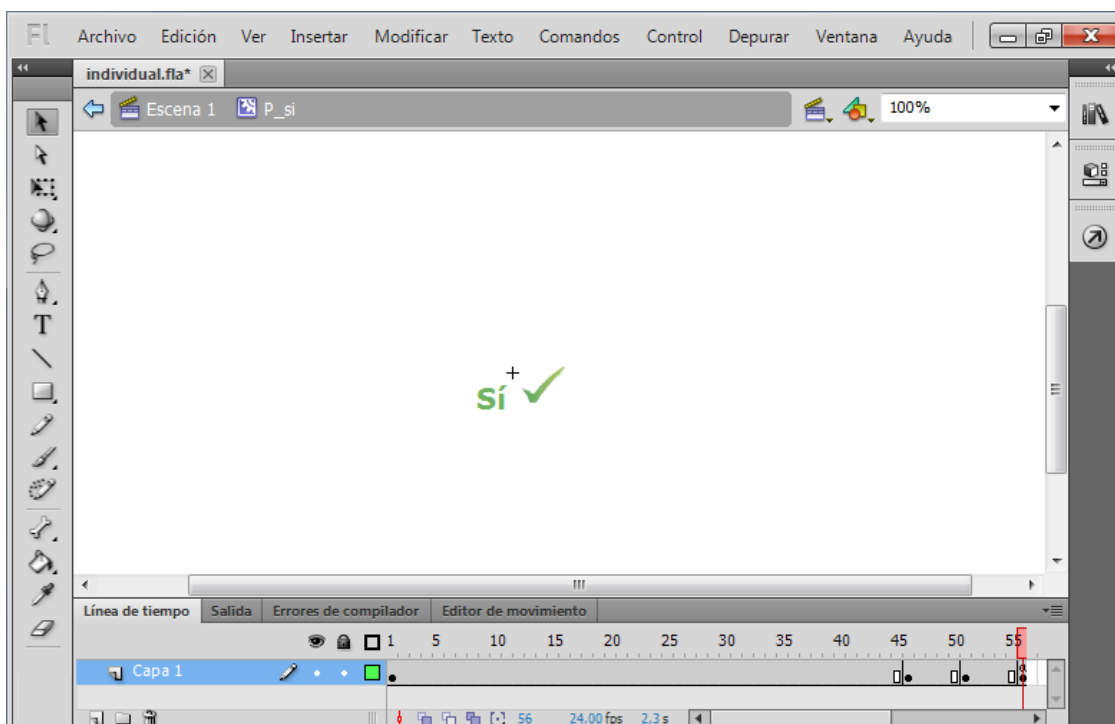 Fl Archivo Edición Ver Insertar Modificar Texto Comandos Control Depurar Ventana Ayuda
individual.fla*
Escena 1 P_si 100%
T
Sí
Línea de tiempo Salida Errores de compilador Editor de movimiento
1 5 10 15 20 25 30 35 40 45 50 55
Capa 1
56 24.00 fps 2.3 s